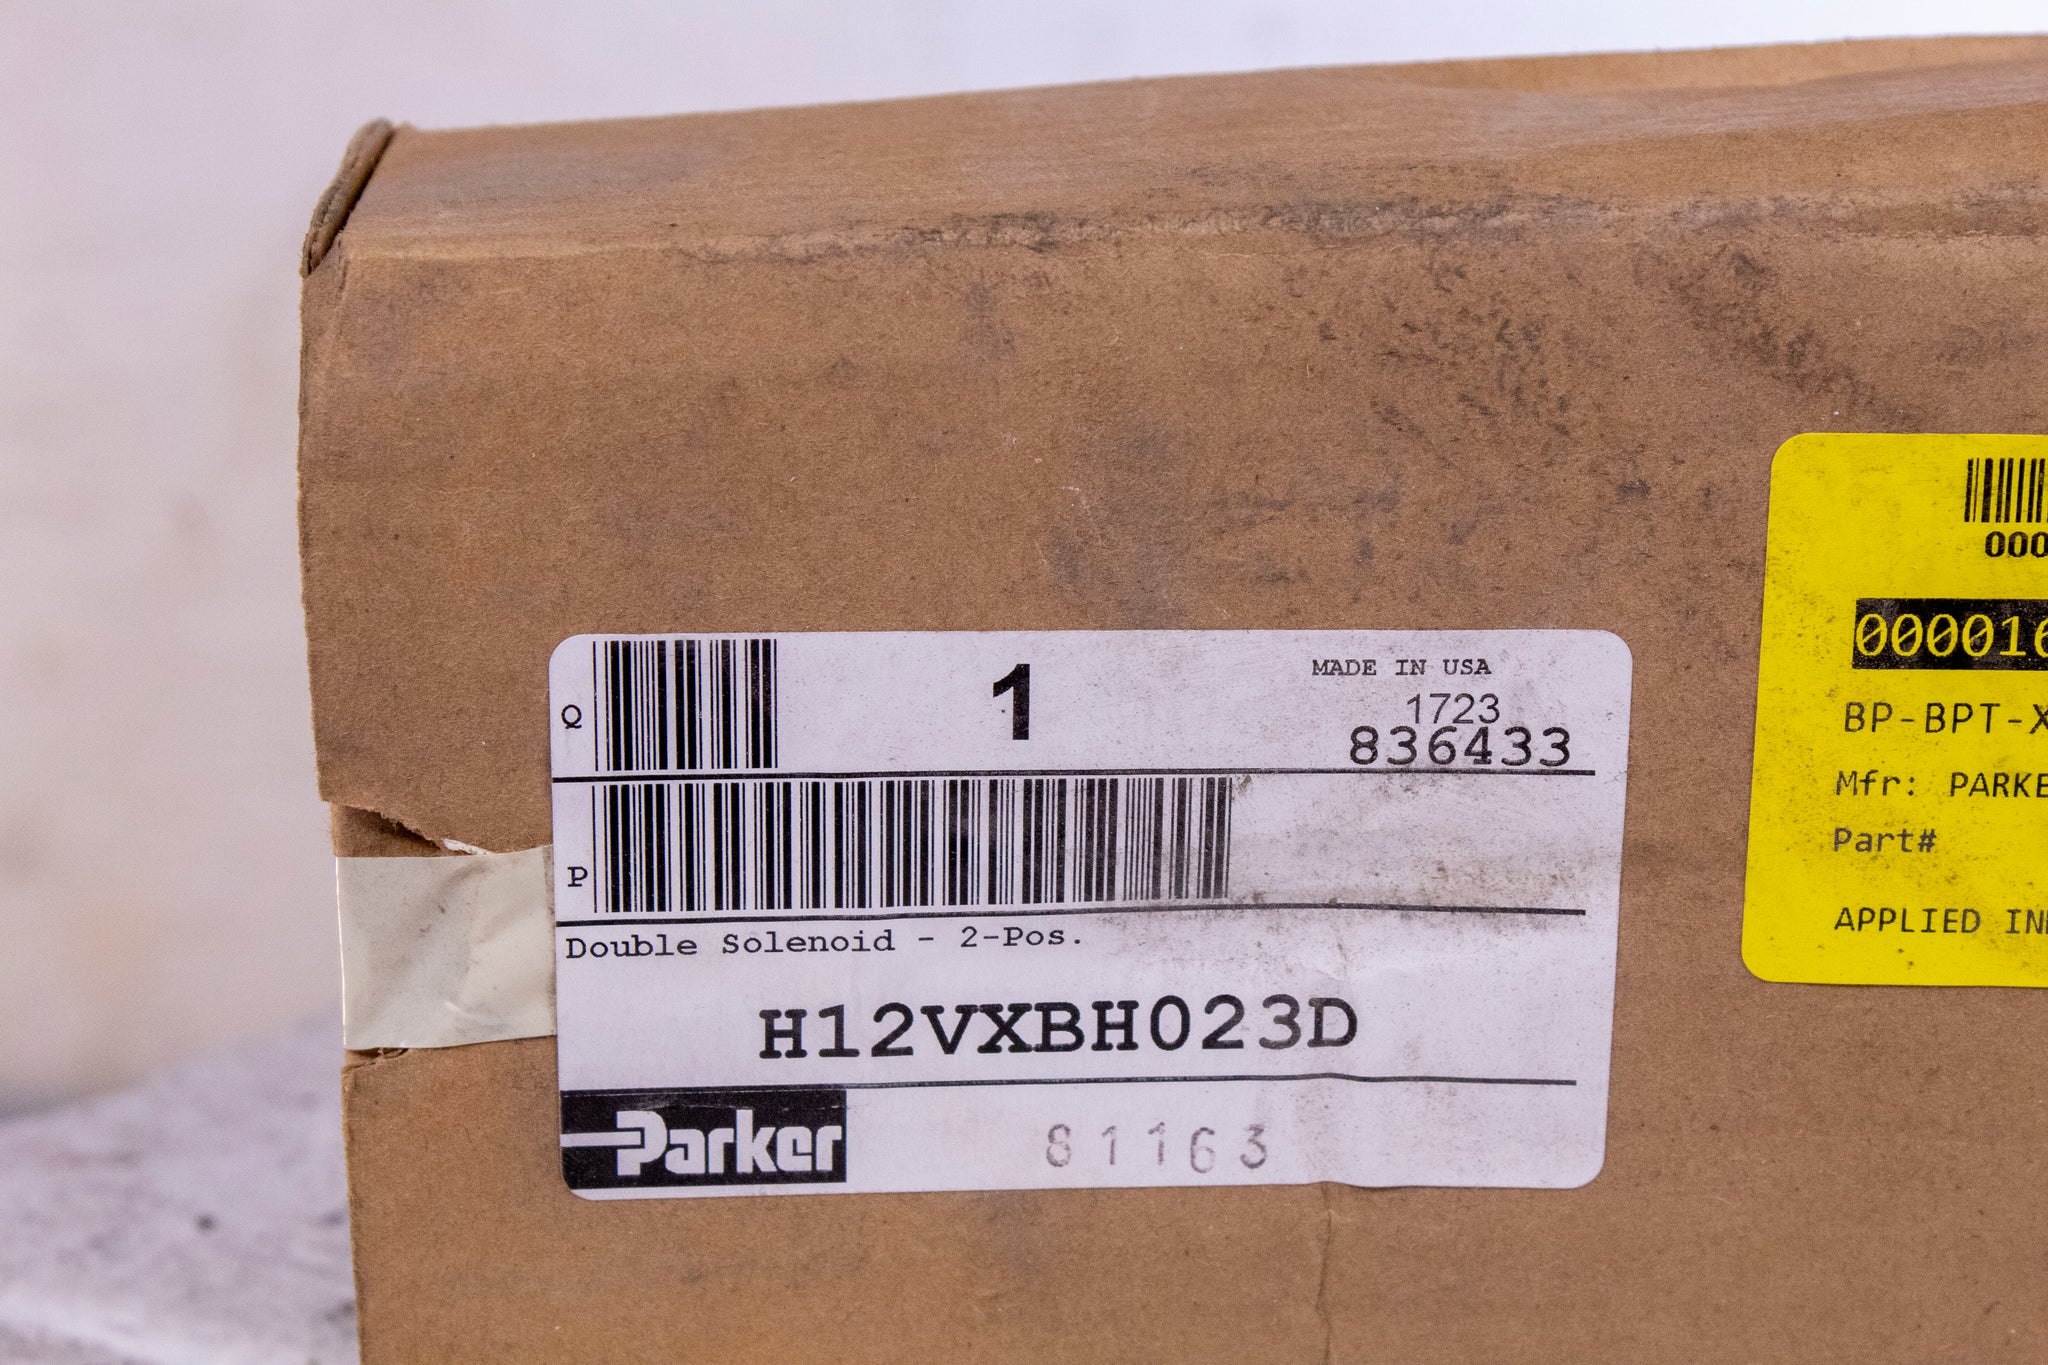 Q
1
MADE IN USA
1723
836433
P
Double Solenoid - 2-Pos.
H12VXBH023D
Parker
81163
000
000016
BP-BPT-X
Mfr: PARKE
Part#
APPLIED IN